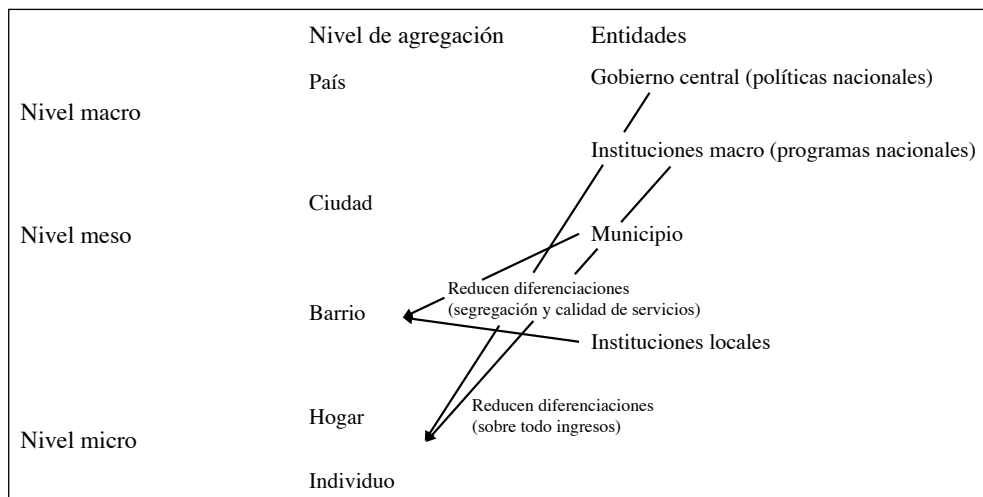 Nivel de agregación
Entidades
País
Gobierno central (políticas nacionales)
Nivel macro
Instituciones macro (programas nacionales)
Ciudad
Nivel meso
Municipio
Reducen diferenciaciones
(segregación y calidad de servicios)
Barrio
Instituciones locales
Hogar
Reducen diferenciaciones
(sobre todo ingresos)
Nivel micro
Individuo